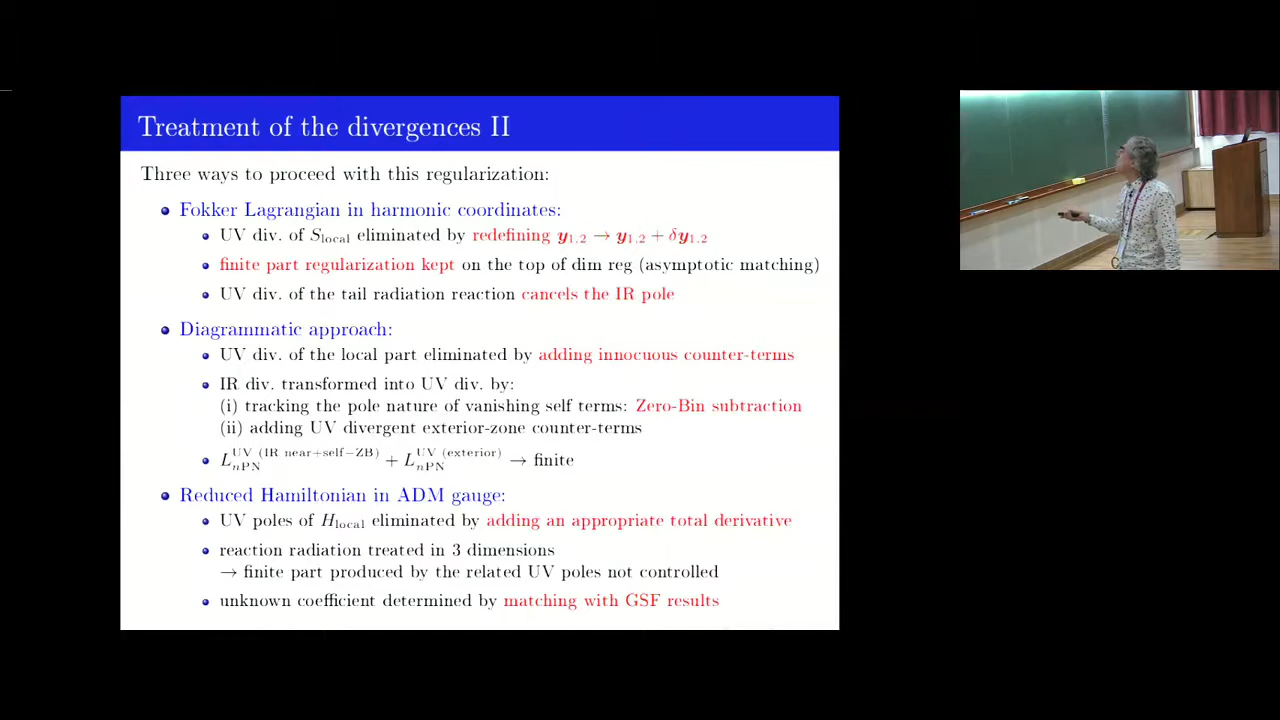 Treatment of the divergences II
Three ways to proceed with this regularization:
Fokker Lagrangian in harmonic coordinates:
UV div. of S_local eliminated by redefining y_1,2 → y_1,2 + δy_1,2
finite part regularization kept on the top of dim reg (asymptotic matching)
UV div. of the tail radiation reaction cancels the IR pole
Diagrammatic approach:
UV div. of the local part eliminated by adding innocuous counter-terms
IR div. transformed into UV div. by:
(i) tracking the pole nature of vanishing self terms: Zero-Bin subtraction
(ii) adding UV divergent exterior-zone counter-terms
L_nPN^UV (IR near+self−ZB) + L_nPN^UV (exterior) → finite
Reduced Hamiltonian in ADM gauge:
UV poles of H_local eliminated by adding an appropriate total derivative
reaction radiation treated in 3 dimensions
→ finite part produced by the related UV poles not controlled
unknown coefficient determined by matching with GSF results